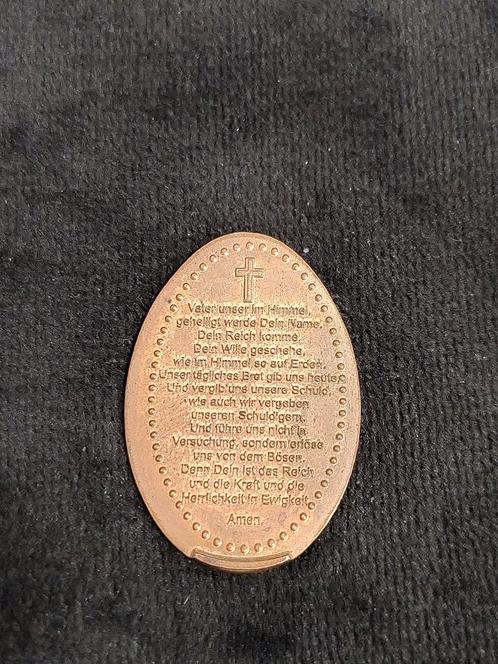 Vater unser im Himmel,
geheiligt werde Dein Name.
Dein Reich komme.
Dein Wille geschehe,
wie im Himmel so auf Erden.
Unser tägliches Brot gib uns heute,
Und vergib uns unsere Schuld,
wie auch wir vergeben
unseren Schuldigern.
Und führe uns nicht in
Versuchung, sondern erlöse
uns von dem Bösen.
Denn Dein ist das Reich
und die Kraft und die
Herrlichkeit in Ewigkeit.
Amen.